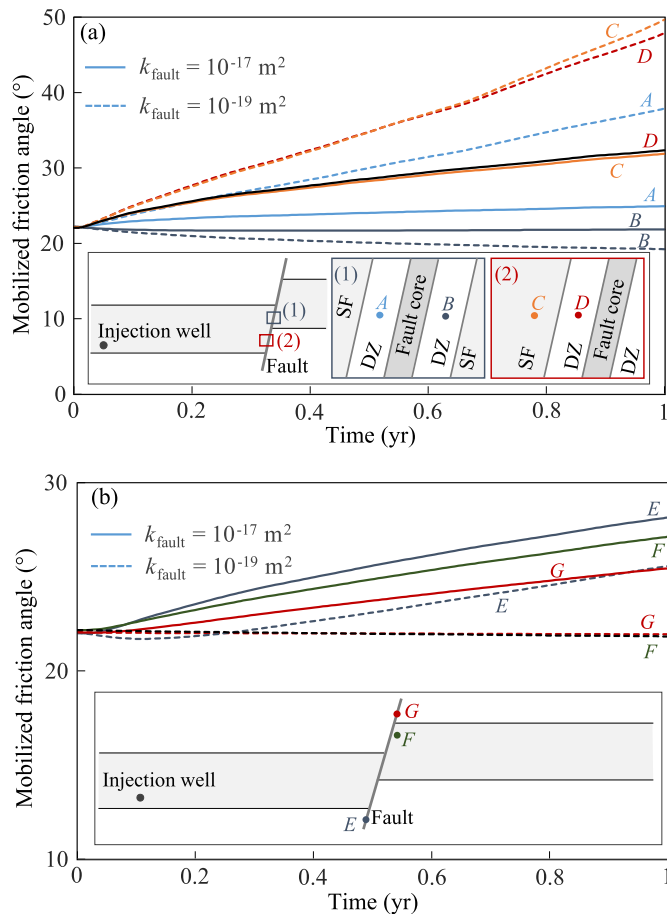 (a)
50
40
30
20
10
0
Mobilized friction angle (°)
k_fault = 10^-17 m^2
k_fault = 10^-19 m^2
C
D
A
D
C
A
B
B
Injection well
(1)
(2)
Fault
(1)
SF
A
DZ
Fault core
B
DZ
SF
(2)
C
SF
D
DZ
Fault core
DZ
0
0.2
0.4
0.6
0.8
1
Time (yr)
(b)
30
20
10
Mobilized friction angle (°)
k_fault = 10^-17 m^2
k_fault = 10^-19 m^2
E
F
G
E
G
F
G
F
Injection well
E
Fault
0
0.2
0.4
0.6
0.8
1
Time (yr)